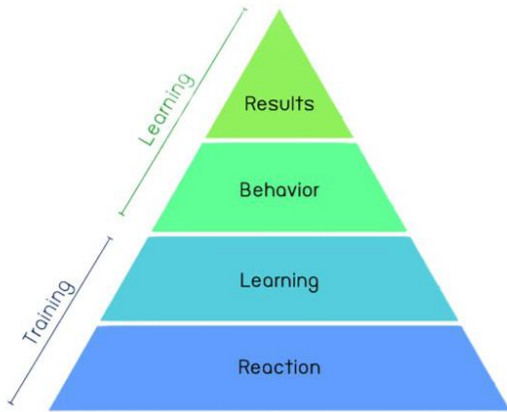 Learning
Results
Behavior
Training
Learning
Reaction